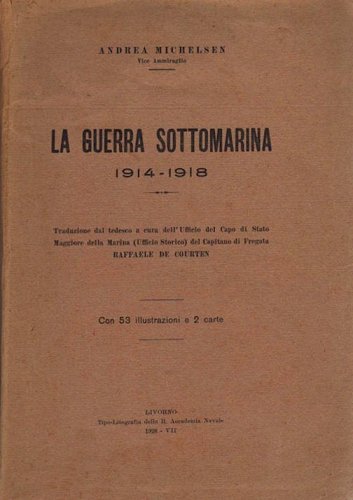 ANDREA MICHELSEN
Vice Ammiraglio
LA GUERRA SOTTOMARINA
1914-1918
Traduzione dal tedesco a cura dell'Ufficio del Capo di Stato
Maggiore della Marina (Ufficio Storico) del Capitano di Fregata
RAFFAELE DE COURTEN
Con 53 illustrazioni e 2 carte
LIVORNO
Tipo-Litografia della R. Accademia Navale
1928 - VII